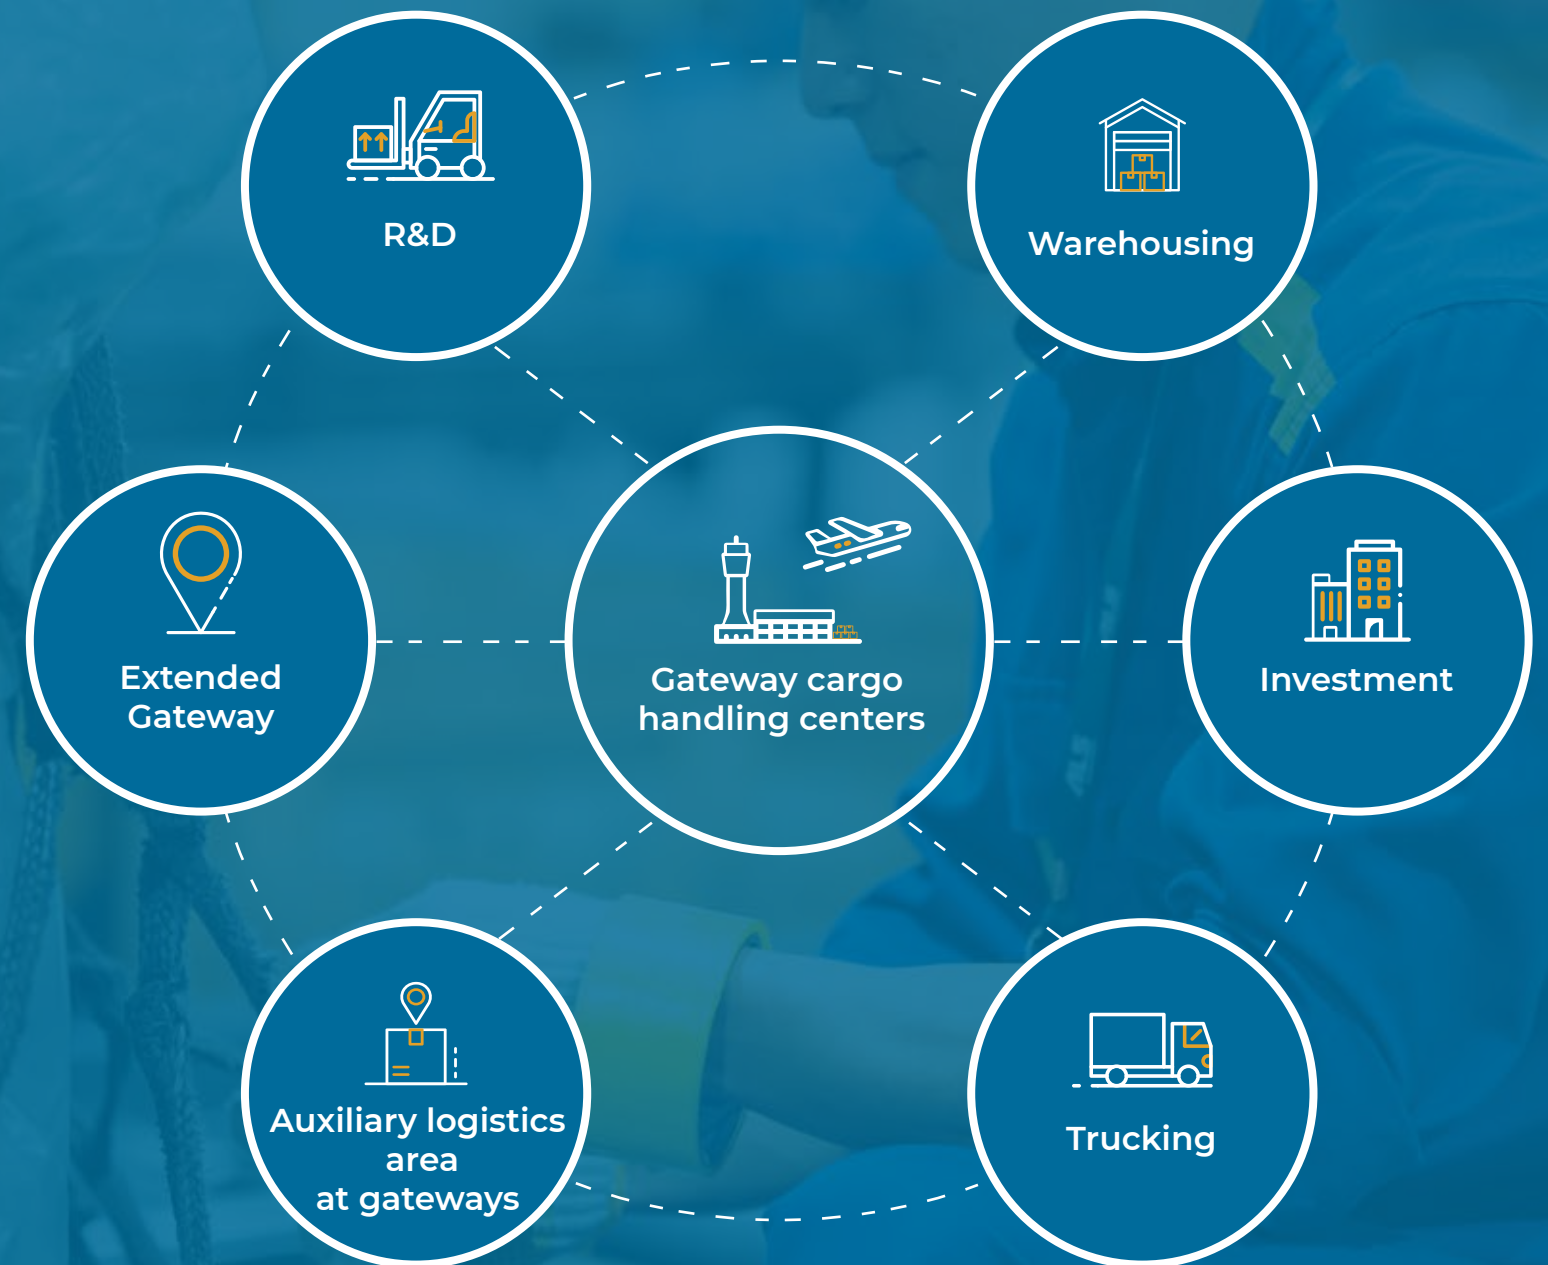 R&D
Warehousing
Extended
Gateway
Gateway cargo
handling centers
Investment
Auxiliary logistics
area
at gateways
Trucking